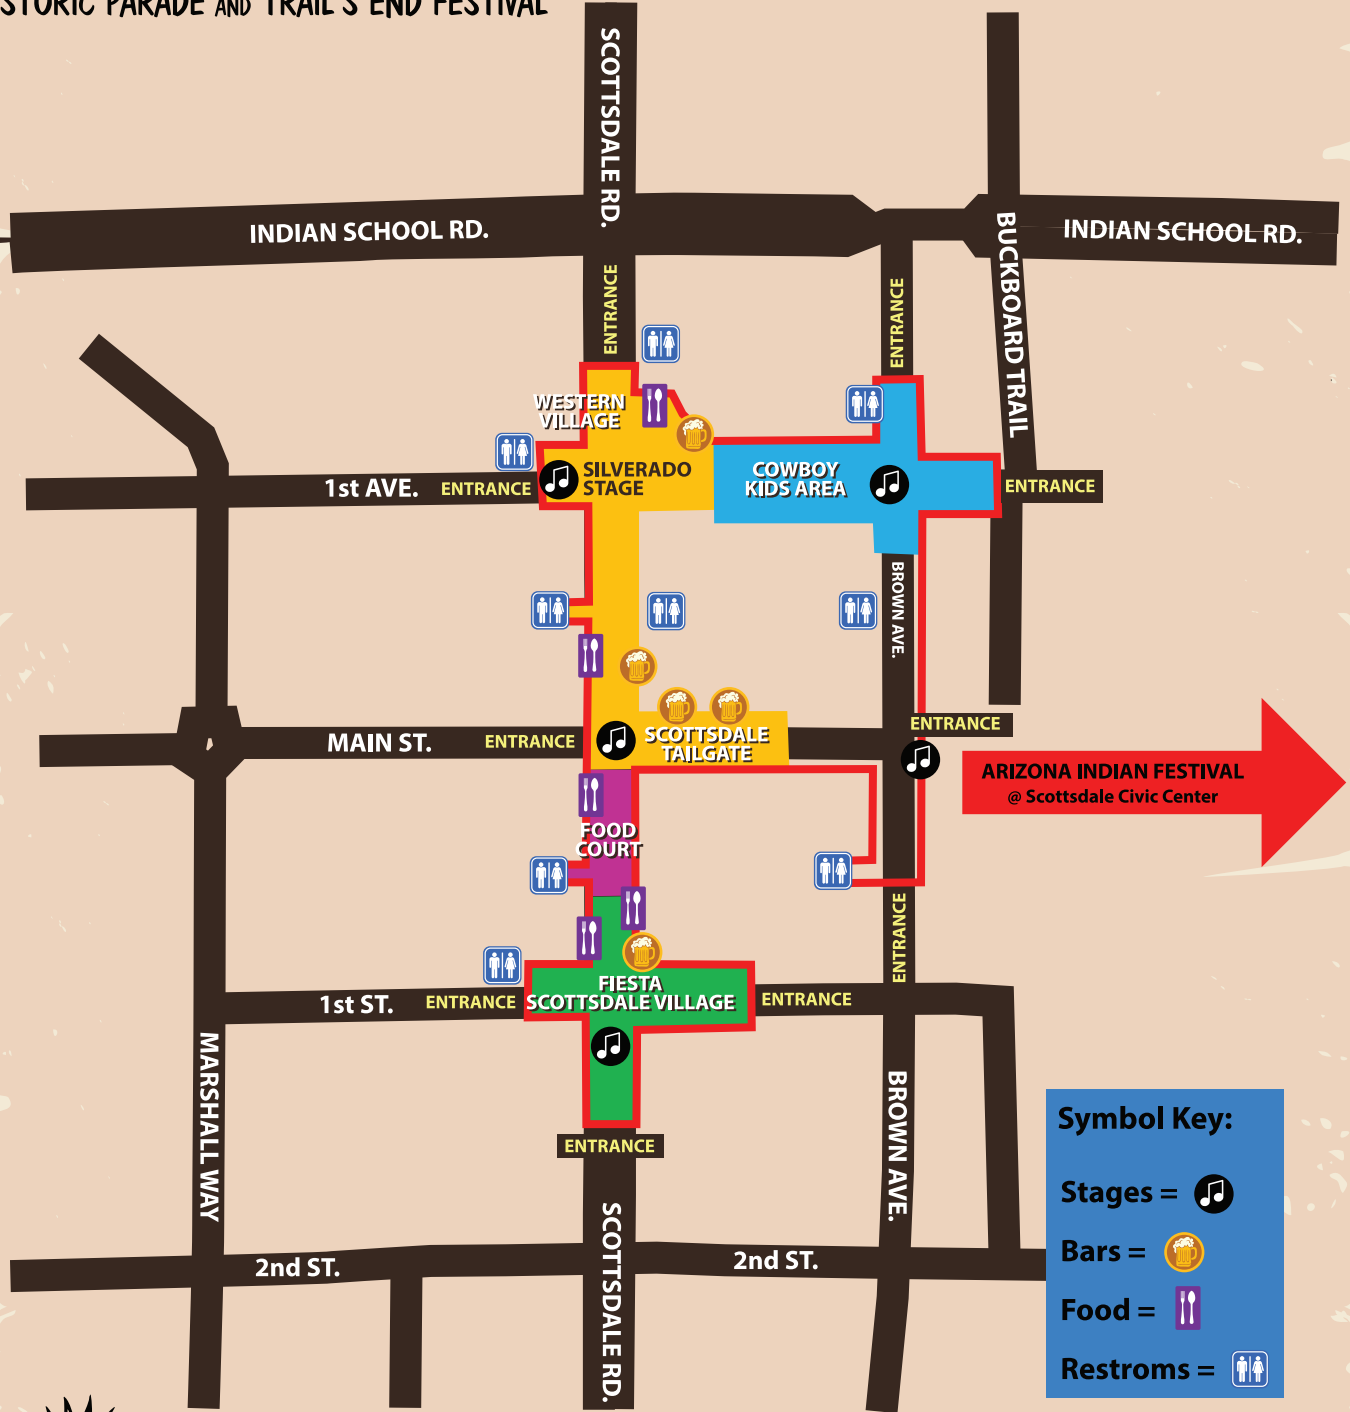 STORIC PARADE AND TRAIL'S END FESTIVAL
SCOTTSDALE RD.
INDIAN SCHOOL RD.
INDIAN SCHOOL RD.
BUCKBOARD TRAIL
ENTRANCE
ENTRANCE
WESTERN
VILLAGE
SILVERADO
STAGE
COWBOY
KIDS AREA
1st AVE.
ENTRANCE
ENTRANCE
BROWN AVE.
ENTRANCE
MAIN ST.
ENTRANCE
SCOTTSDALE
TAILGATE
ARIZONA INDIAN FESTIVAL
@ Scottsdale Civic Center
FOOD
COURT
ENTRANCE
FIESTA
SCOTTSDALE VILLAGE
1st ST.
ENTRANCE
ENTRANCE
MARSHALL WAY
BROWN AVE.
ENTRANCE
SCOTTSDALE RD.
2nd ST.
2nd ST.
Symbol Key:
Stages =
Bars =
Food =
Restroms =